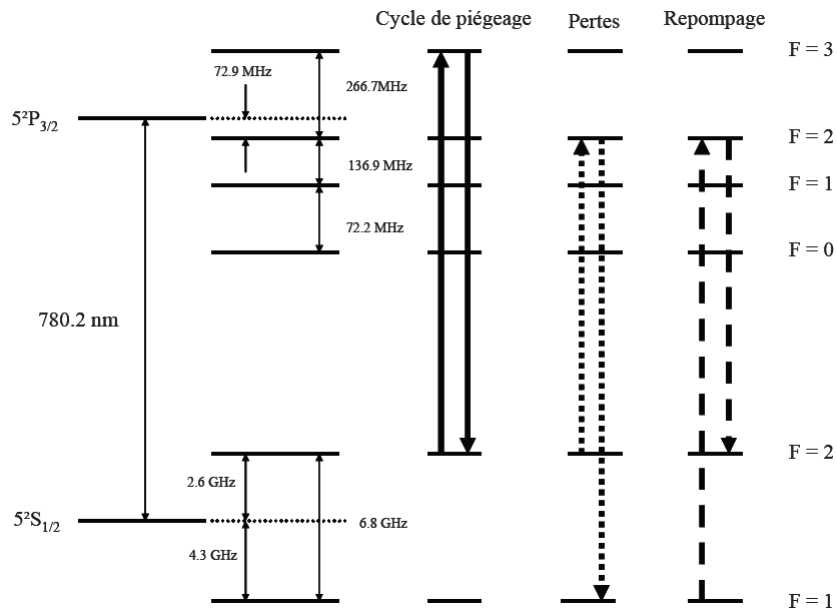 Cycle de piégeage
Pertes
Repompage
F = 3
72.9 MHz
266.7MHz
5²P3/2
F = 2
136.9 MHz
F = 1
72.2 MHz
F = 0
780.2 nm
F = 2
2.6 GHz
5²S1/2
6.8 GHz
4.3 GHz
F = 1